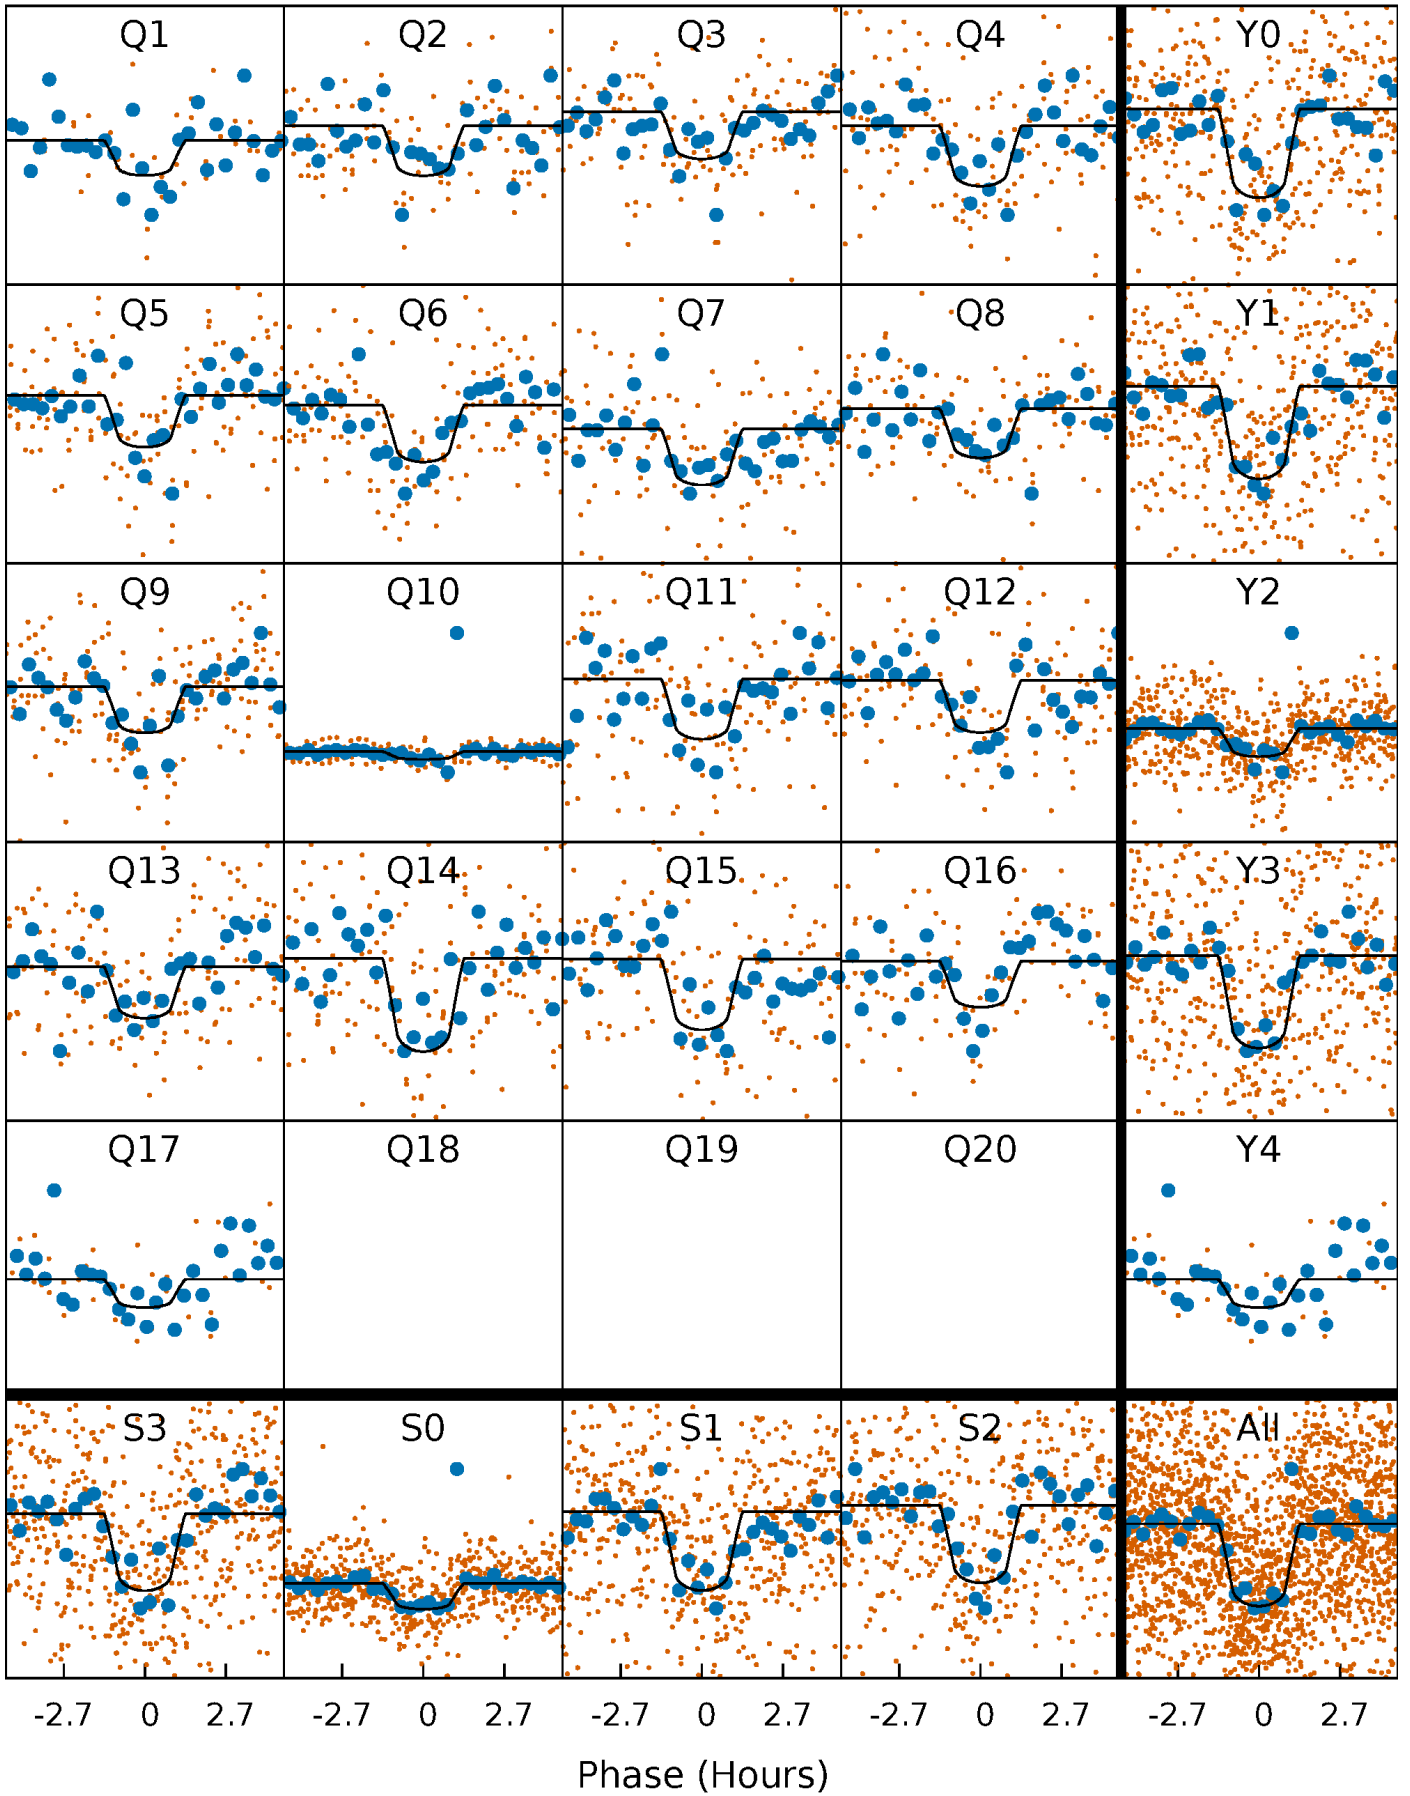 Q1 Q2 Q3 Q4 Y0
Q5 Q6 Q7 Q8 Y1
Q9 Q10 Q11 Q12 Y2
Q13 Q14 Q15 Q16 Y3
Q17 Q18 Q19 Q20 Y4
S3 S0 S1 S2 All
-2.7 0 2.7 -2.7 0 2.7 -2.7 0 2.7 -2.7 0 2.7 -2.7 0 2.7
Phase (Hours)